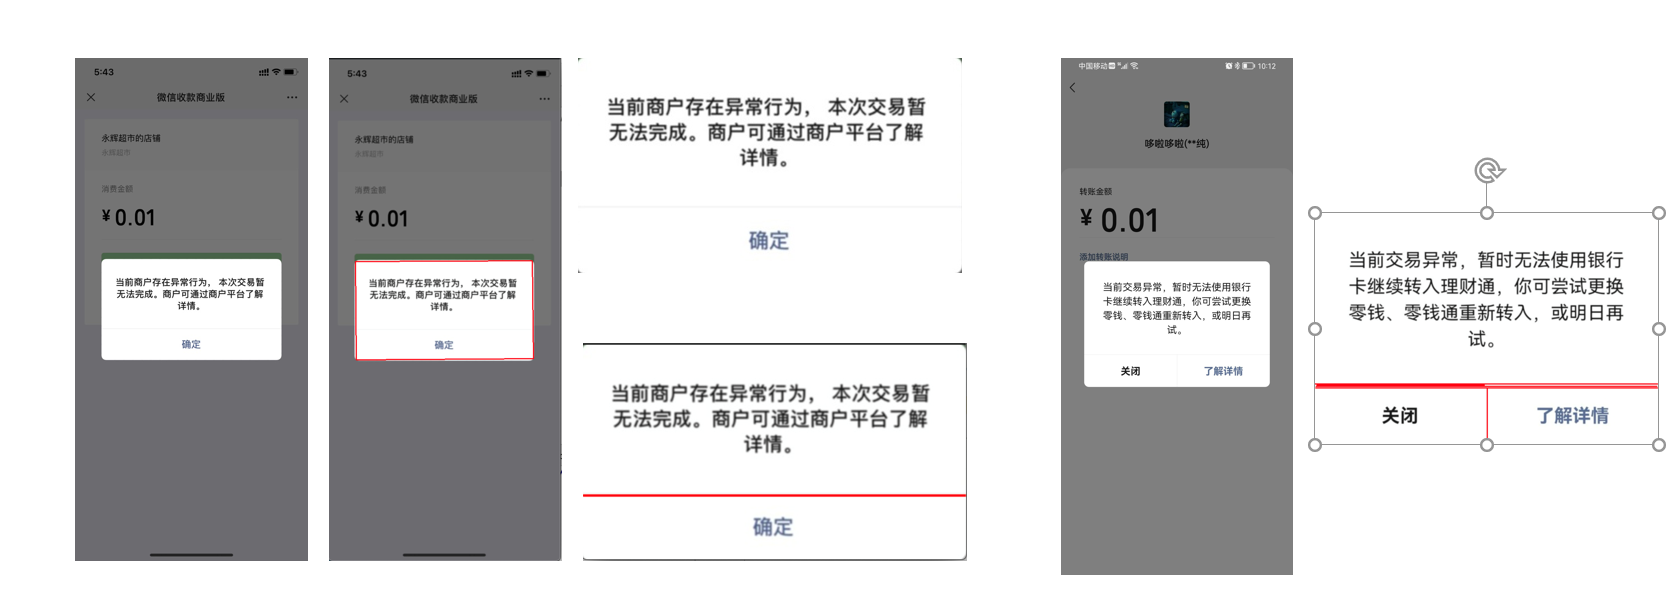 5:43
微信收款商业版
永辉超市的店铺
永辉超市
消费金额
¥0.01
当前商户存在异常行为， 本次交易暂
无法完成。商户可通过商户平台了解
详情。
确定
5:43
微信收款商业版
永辉超市的店铺
永辉超市
消费金额
¥0.01
当前商户存在异常行为， 本次交易暂
无法完成。商户可通过商户平台了解
详情。
确定
当前商户存在异常行为， 本次交易暂
无法完成。商户可通过商户平台了解
详情。
确定
当前商户存在异常行为， 本次交易暂
无法完成。商户可通过商户平台了解
详情。
确定
中国移动
10:12
哆啦哆啦(**纯)
转账金额
¥0.01
添加转账说明
当前交易异常，暂时无法使用银行
卡继续转入理财通，你可尝试更换
零钱、零钱通重新转入，或明日再
试。
关闭
了解详情
当前交易异常，暂时无法使用银行
卡继续转入理财通，你可尝试更换
零钱、零钱通重新转入，或明日再
试。
关闭
了解详情